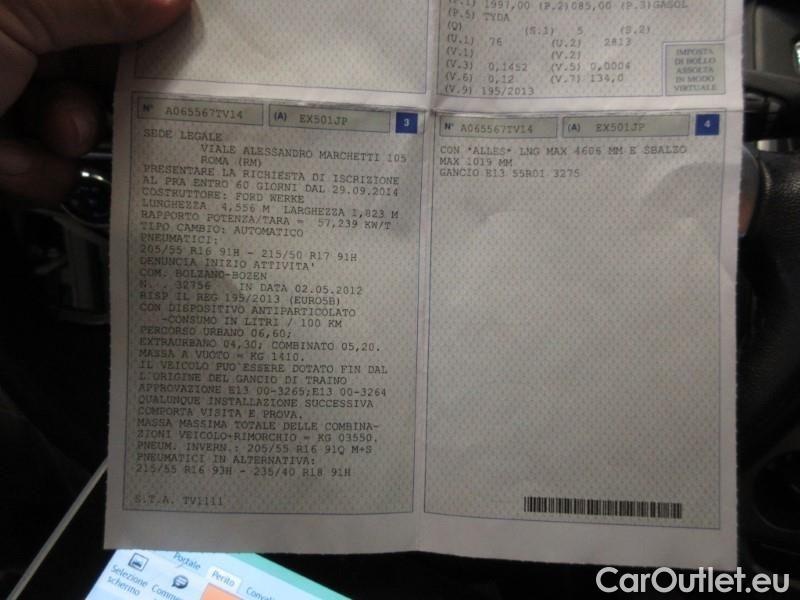 (P.1) 1997,00 (P.2)085,00 (P.3)GASOL
(P.5) TYDA
(Q) (S.1) 5 (S.2)
(U.1) 76 (U.2) 2813
(V.1) (V.2)
(V.3) 0,1452 (V.5) 0,0004
(V.6) 0,12 (V.7) 134,0
(V.9) 195/2013
IMPOSTA
DI BOLLO
ASSOLTA
IN MODO
VIRTUALE
N° A065567TV14 (A) EX501JP 3
SEDE LEGALE
VIALE ALESSANDRO MARCHETTI 105
ROMA (RM)
PRESENTARE LA RICHIESTA DI ISCRIZIONE
AL PRA ENTRO 60 GIORNI DAL 29.09.2014
COSTRUTTORE: FORD WERKE
LUNGHEZZA 4,556 M LARGHEZZA 1,823 M
RAPPORTO POTENZA/TARA = 57,239 KW/T
TIPO CAMBIO: AUTOMATICO
PNEUMATICI:
205/55 R16 91H - 215/50 R17 91H
DENUNCIA INIZIO ATTIVITA'
COM. BOLZANO-BOZEN
N... 32756 IN DATA 02.05.2012
RISP IL REG 195/2013 (EURO5B)
CON DISPOSITIVO ANTIPARTICOLATO
-CONSUMO IN LITRI / 100 KM
PERCORSO URBANO 06,60;
EXTRAURBANO 04,30; COMBINATO 05,20.
MASSA A VUOTO = KG 1410.
IL VEICOLO PUO'ESSERE DOTATO FIN DAL
L'ORIGINE DEL GANCIO DI TRAINO
APPROVAZIONE E13 00-3265;E13 00-3264
QUALUNQUE INSTALLAZIONE SUCCESSIVA
COMPORTA VISITA E PROVA.
MASSA MASSIMA TOTALE DELLE COMBINA-
ZIONI VEICOLO+RIMORCHIO = KG 03550.
PNEUM. INVERN.: 205/55 R16 91Q M+S
PNEUMATICI IN ALTERNATIVA:
215/55 R16 93H - 235/40 R18 91H
S.T.A. TV1111
N° A065567TV14 (A) EX501JP 4
CON *ALLES* LNG MAX 4606 MM E SBALZO
MAX 1019 MM
GANCIO E13 55R01 3275
Portale
Selezione
schermo
Perito
CarOutlet.eu